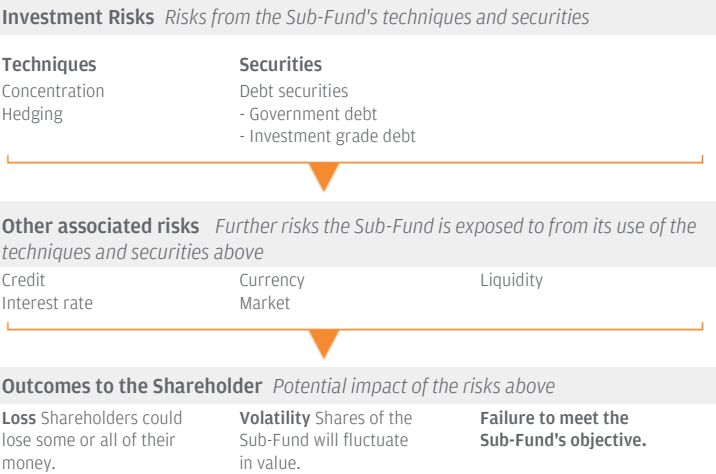 Investment Risks Risks from the Sub-Fund's techniques and securities
Techniques
Concentration
Hedging
Securities
Debt securities
- Government debt
- Investment grade debt
Other associated risks Further risks the Sub-Fund is exposed to from its use of the
techniques and securities above
Credit
Interest rate
Currency
Market
Liquidity
Outcomes to the Shareholder Potential impact of the risks above
Loss Shareholders could
lose some or all of their
money.
Volatility Shares of the
Sub-Fund will fluctuate
in value.
Failure to meet the
Sub-Fund's objective.